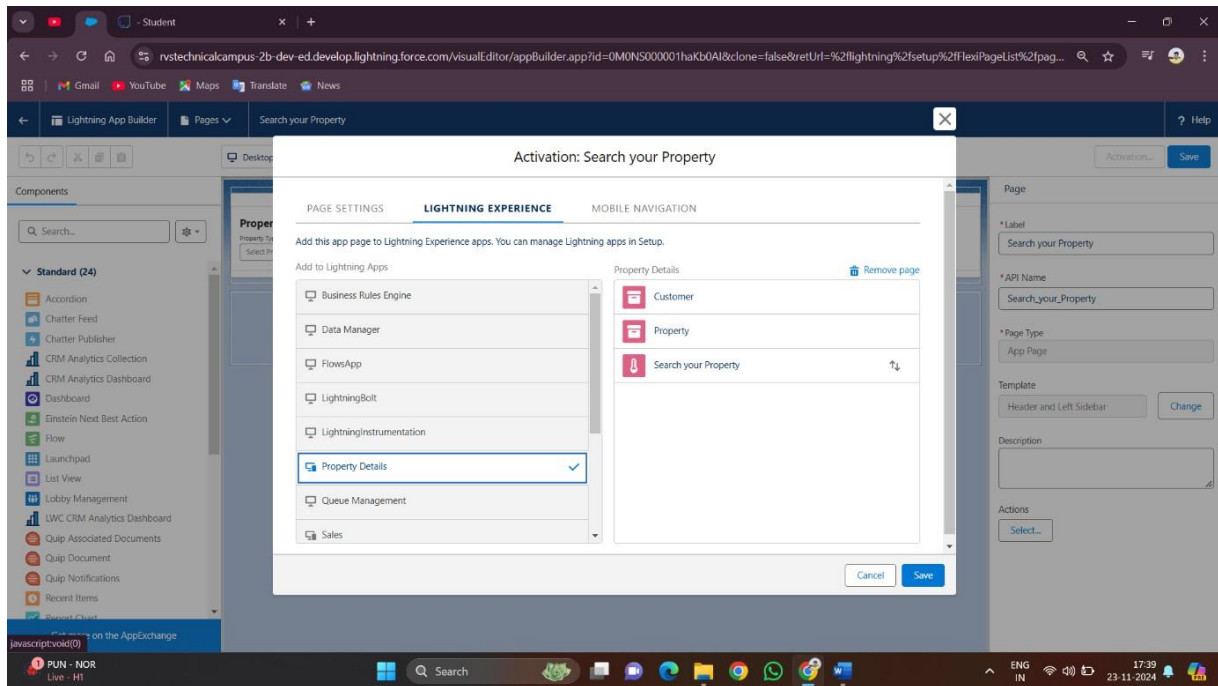 - Student
rvstechnicalcampus-2b-dev-ed.develop.lightning.force.com/visualEditor/appBuilder.app?id=0M0NS000001haKb0AI&clone=false&retUrl=%2flightning%2fsetup%2fFlexiPageList%2fpag...
Gmail YouTube Maps Translate News
Lightning App Builder Pages Search your Property ? Help
Desktop Activation: Search your Property Activation... Save
Components
PAGE SETTINGS LIGHTNING EXPERIENCE MOBILE NAVIGATION
Page
Search...
Add this app page to Lightning Experience apps. You can manage Lightning apps in Setup.
*Label
Search your Property
Add to Lightning Apps
Property Details Remove page
Standard (24)
*API Name
Search_your_Property
Accordion
Chatter Feed
Chatter Publisher
CRM Analytics Collection
CRM Analytics Dashboard
Dashboard
Einstein Next Best Action
Flow
Launchpad
List View
Lobby Management
LWC CRM Analytics Dashboard
Quip Associated Documents
Quip Document
Quip Notifications
Recent Items
Report Chart
Business Rules Engine
Data Manager
FlowsApp
LightningBolt
LightningInstrumentation
Property Details
Queue Management
Sales
Customer
Property
Search your Property
*Page Type
App Page
Template
Header and Left Sidebar Change
Description
Actions
Select...
Cancel Save
on the AppExchange
javascript:void(0)
1 PUN - NOR
Live - H1
Search
ENG
IN
17:39
23-11-2024